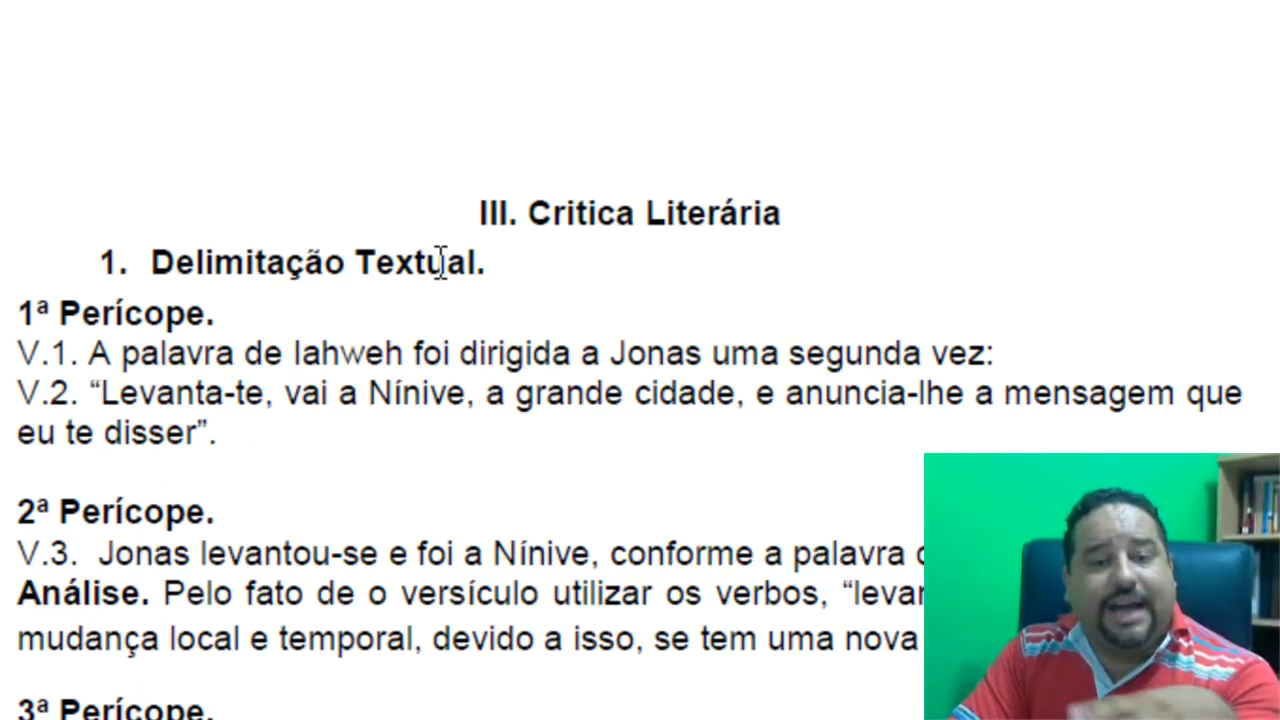 III. Critica Literária
1. Delimitação Textual.
1ª Perícope.
V.1. A palavra de Iahweh foi dirigida a Jonas uma segunda vez:
V.2. “Levanta-te, vai a Nínive, a grande cidade, e anuncia-lhe a mensagem que
eu te disser”.
2ª Perícope.
V.3. Jonas levantou-se e foi a Nínive, conforme a palavra
Análise. Pelo fato de o versículo utilizar os verbos,
mudança local e temporal, devido a isso, se tem uma nova
3ª Perícope.